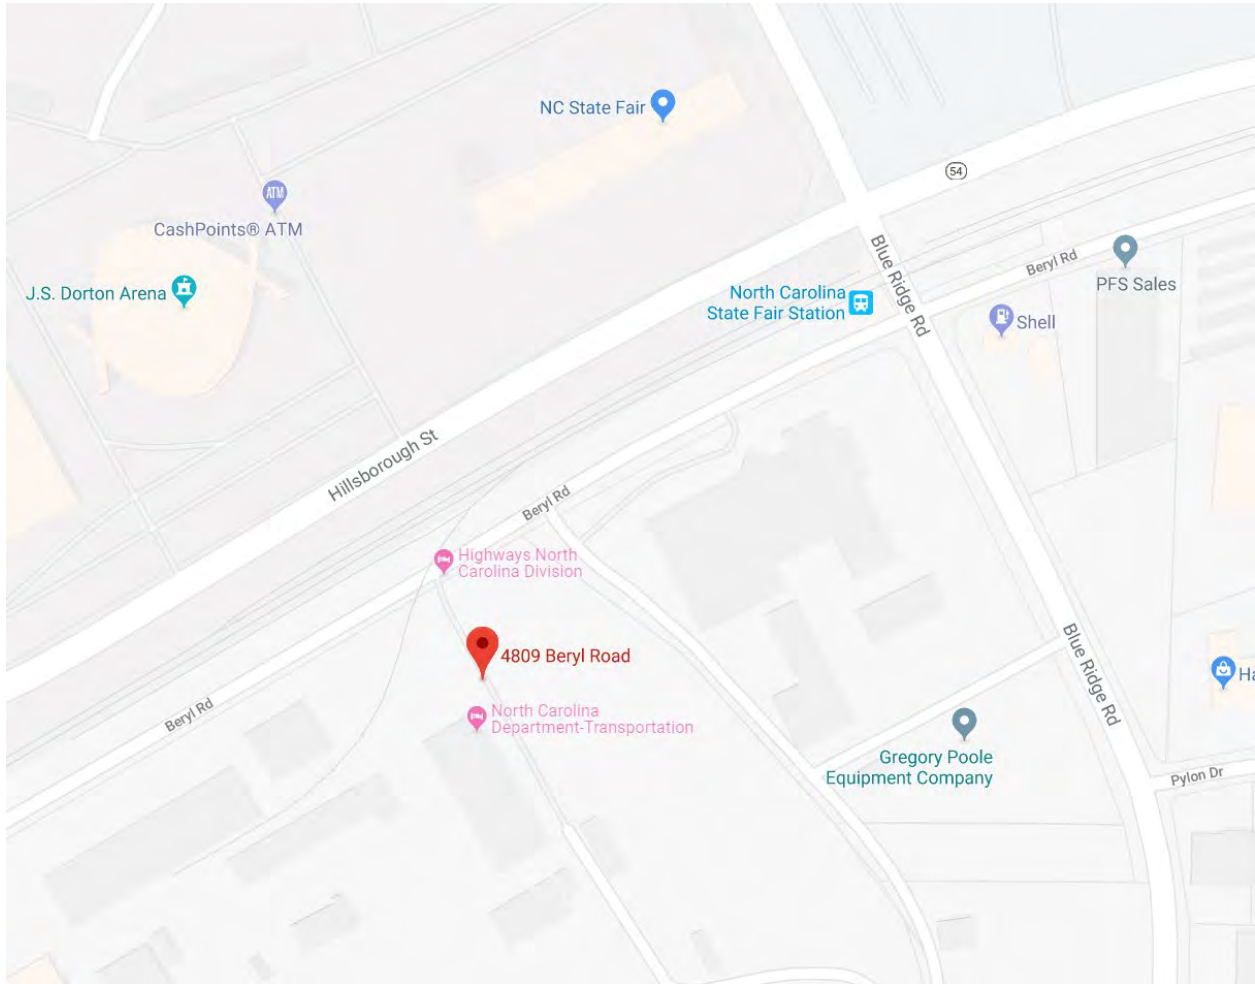 NC State Fair
54
ATM
CashPoints® ATM
Blue Ridge Rd
Beryl Rd
PFS Sales
J.S. Dorton Arena
North Carolina
State Fair Station
Shell
Hillsborough St
Beryl Rd
Highways North
Carolina Division
4809 Beryl Road
Blue Ridge Rd
Ha
Beryl Rd
North Carolina
Department-Transportation
Gregory Poole
Equipment Company
Pylon Dr